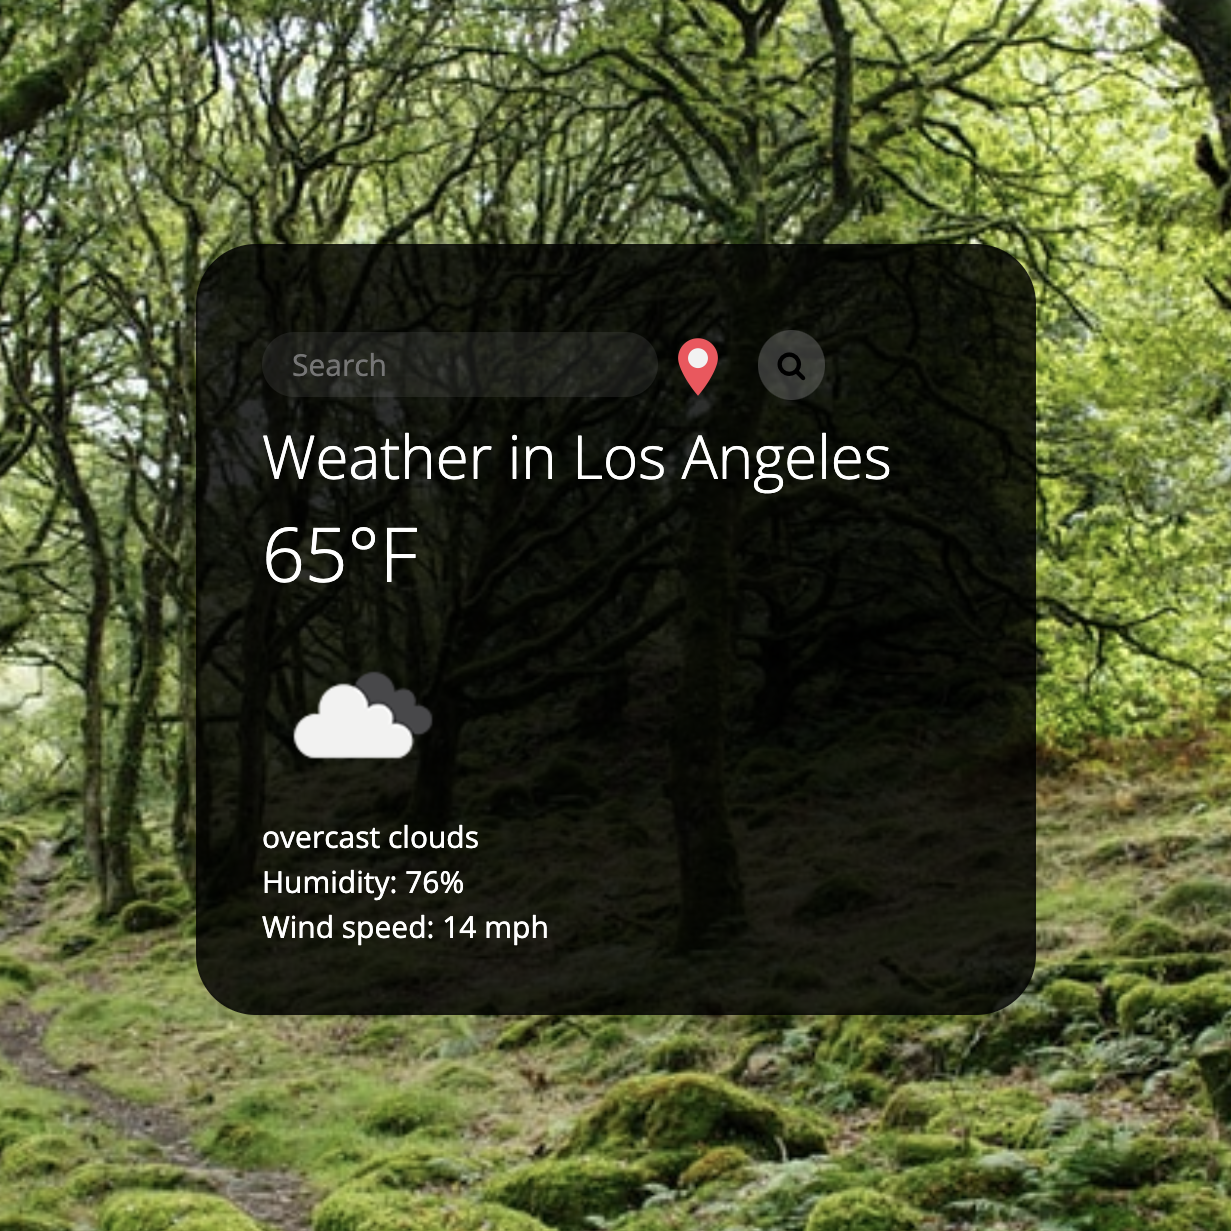 Search
Weather in Los Angeles
65°F
overcast clouds
Humidity: 76%
Wind speed: 14 mph